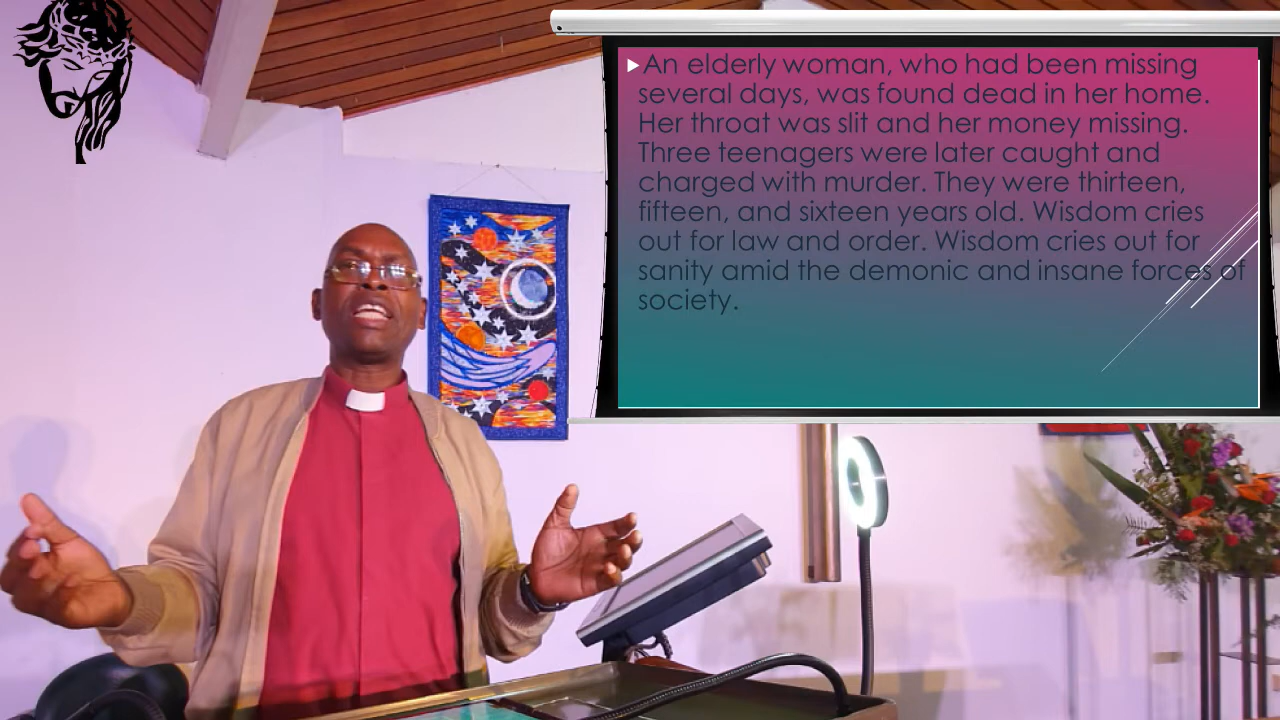 An elderly woman, who had been missing
several days, was found dead in her home.
Her throat was slit and her money missing.
Three teenagers were later caught and
charged with murder. They were thirteen,
fifteen, and sixteen years old. Wisdom cries
out for law and order. Wisdom cries out for
sanity amid the demonic and insane forces of
society.